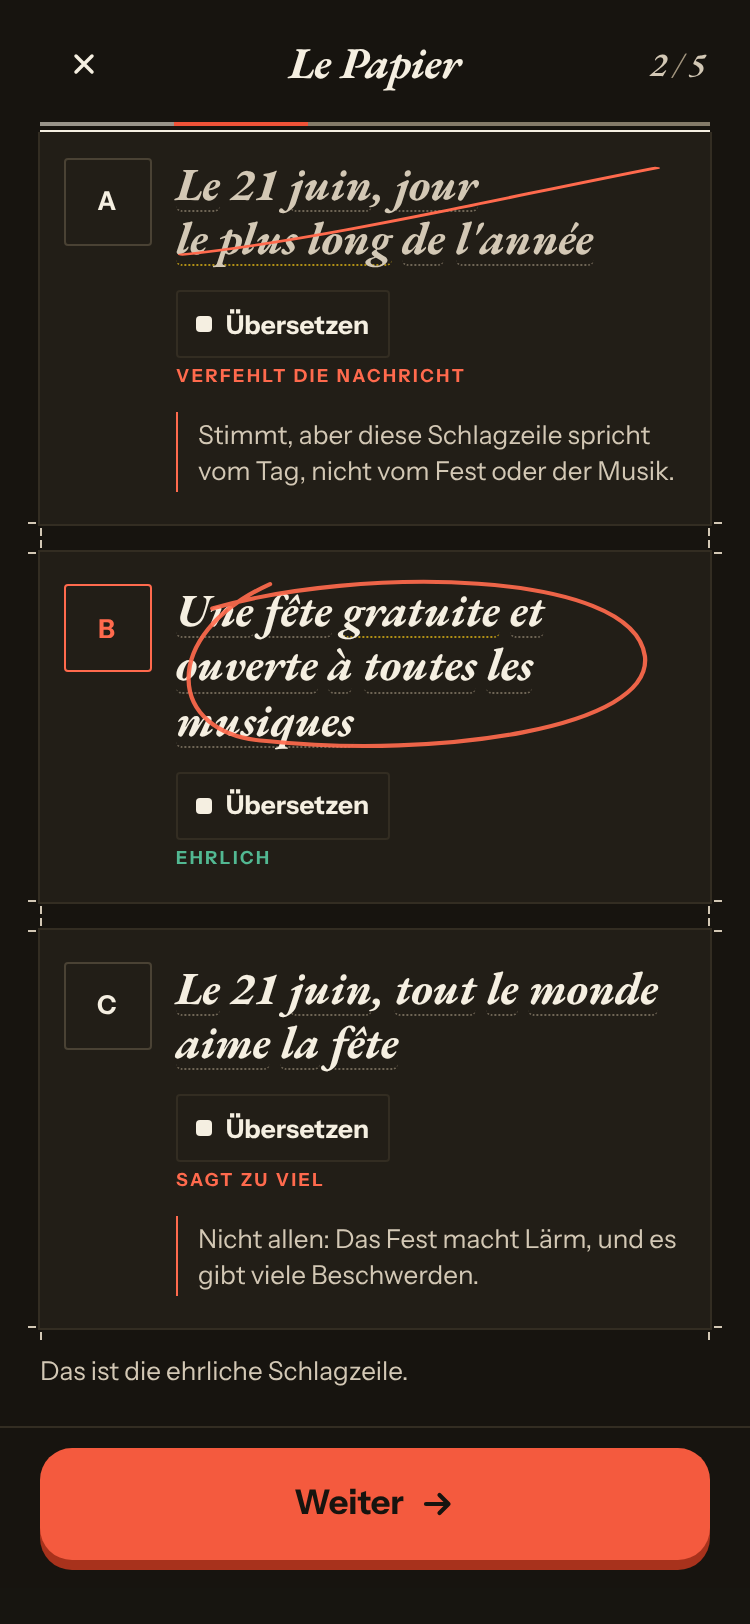 Le Papier
2/5
A
Le 21 juin, jour
le plus long de l'année
Übersetzen
VERFEHLT DIE NACHRICHT
Stimmt, aber diese Schlagzeile spricht
vom Tag, nicht vom Fest oder der Musik.
B
Une fête gratuite et
ouverte à toutes les
musiques
Übersetzen
EHRLICH
C
Le 21 juin, tout le monde
aime la fête
Übersetzen
SAGT ZU VIEL
Nicht allen: Das Fest macht Lärm, und es
gibt viele Beschwerden.
Das ist die ehrliche Schlagzeile.
Weiter →